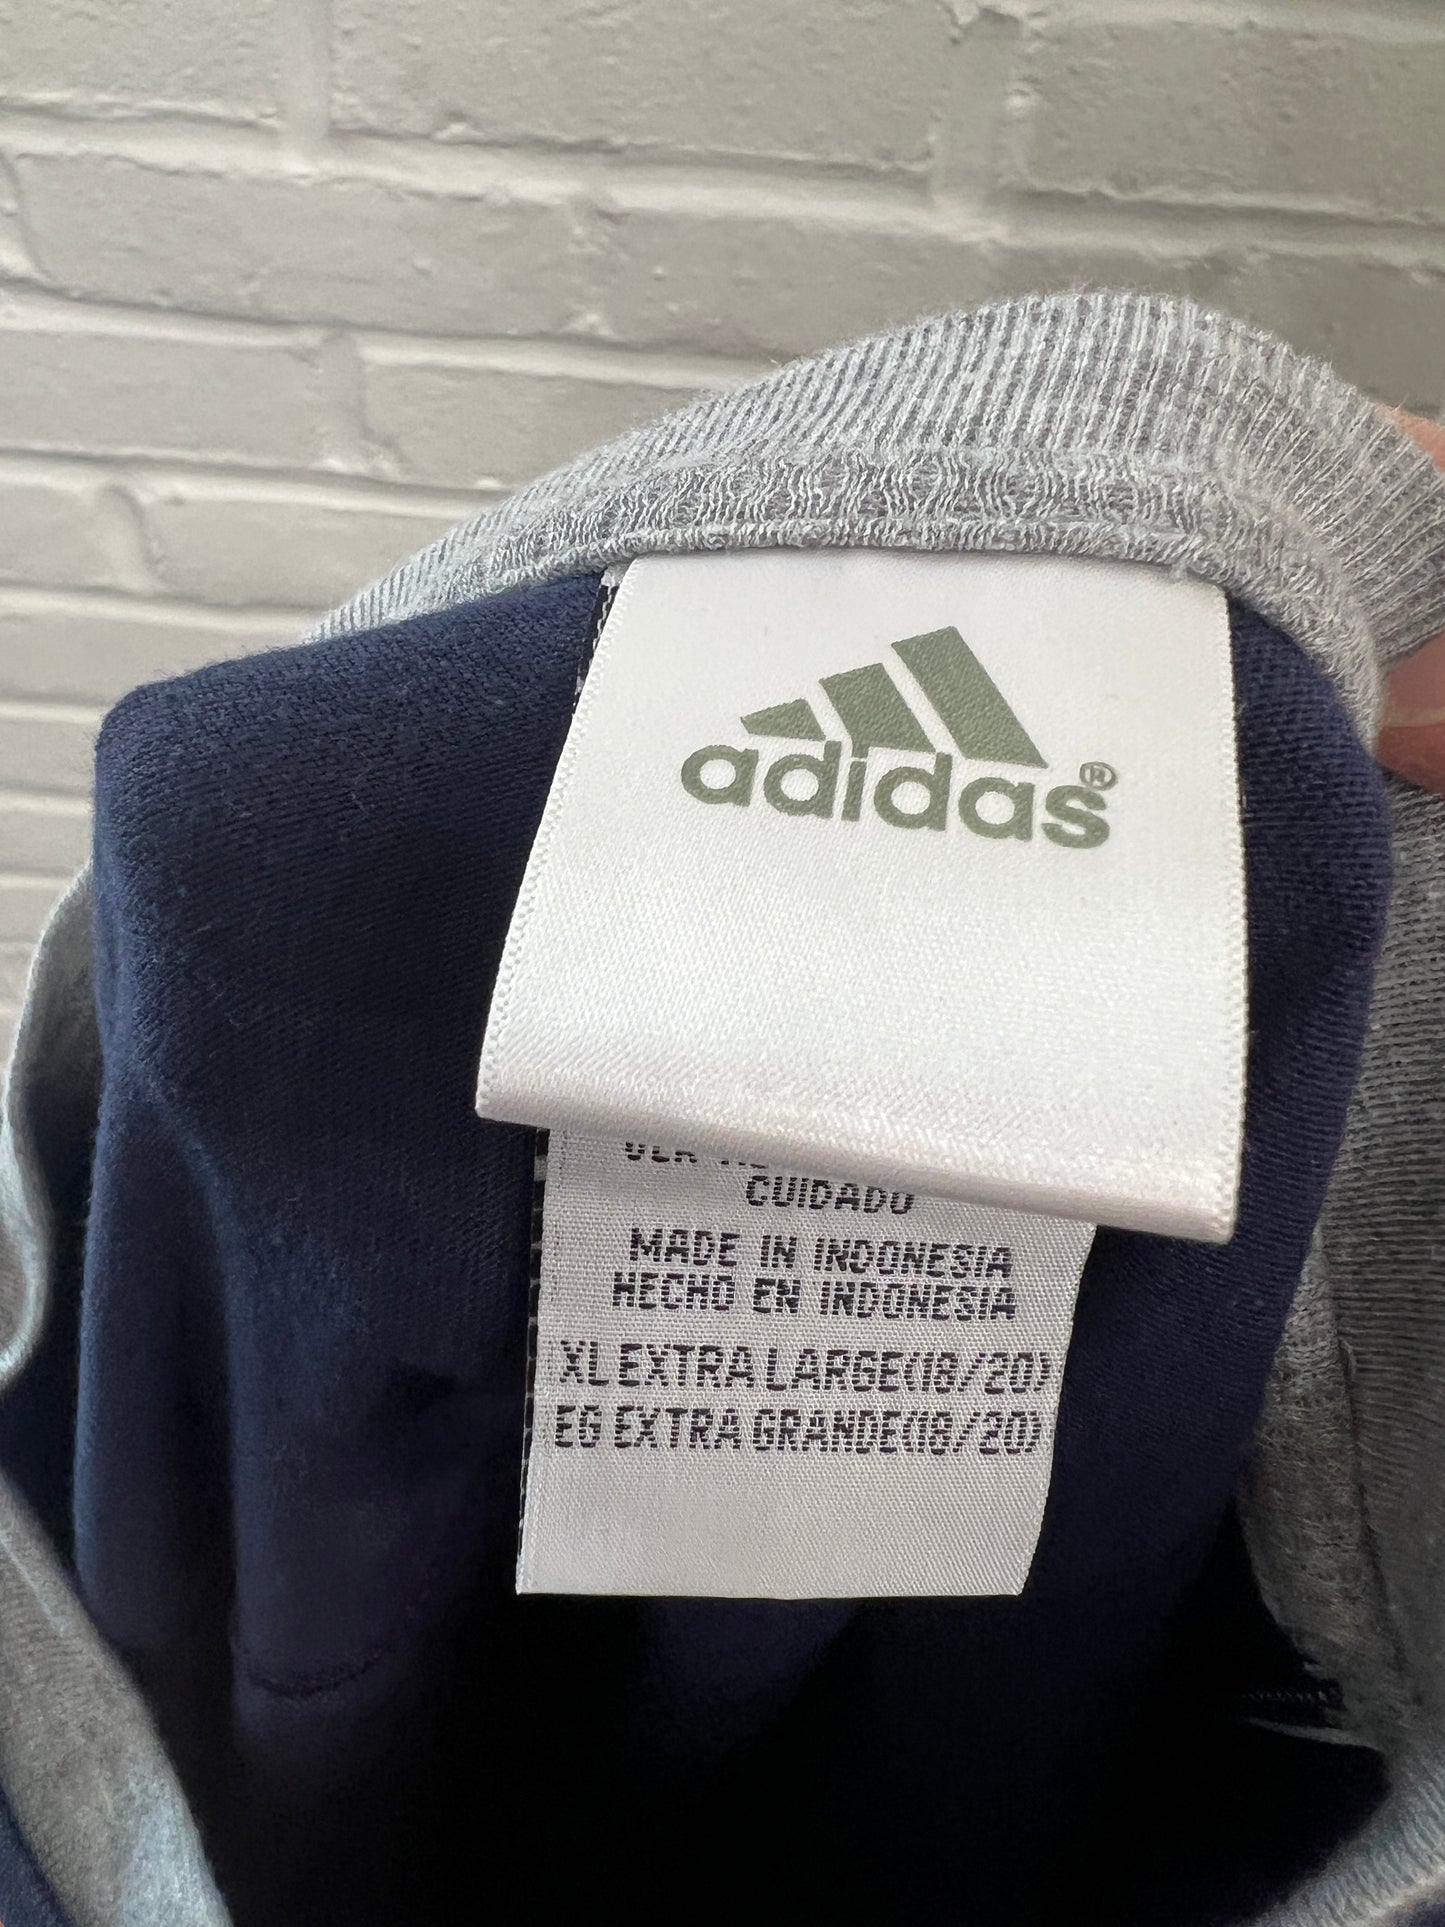 adidas®
CUIDADO
MADE IN INDONESIA
HECHO EN INDONESIA
XL EXTRA LARGE(18/20)
EG EXTRA GRANDE(18/20)